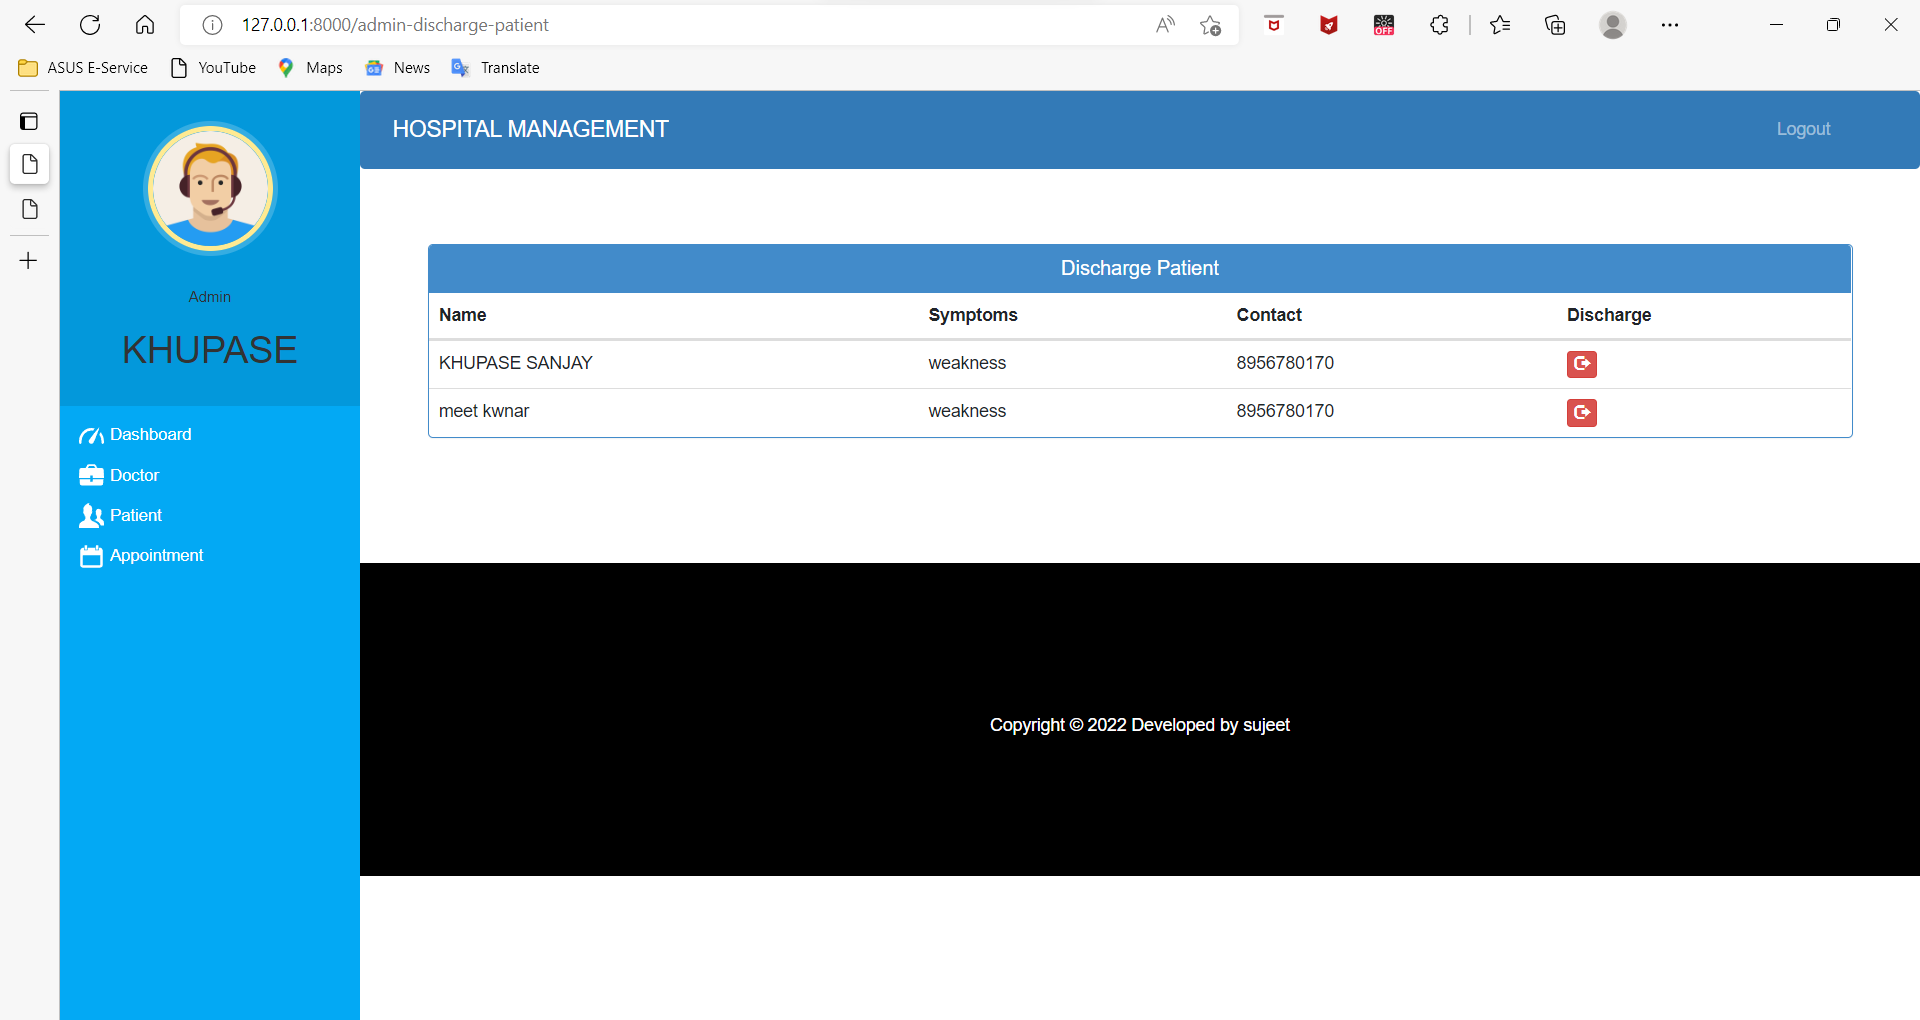 127.0.0.1:8000/admin-discharge-patient
OFF
ASUS E-Service YouTube Maps News Translate
HOSPITAL MANAGEMENT Logout
Admin
KHUPASE
Dashboard
Doctor
Patient
Appointment
Discharge Patient
Name Symptoms Contact Discharge
KHUPASE SANJAY weakness 8956780170
meet kwnar weakness 8956780170
Copyright © 2022 Developed by sujeet